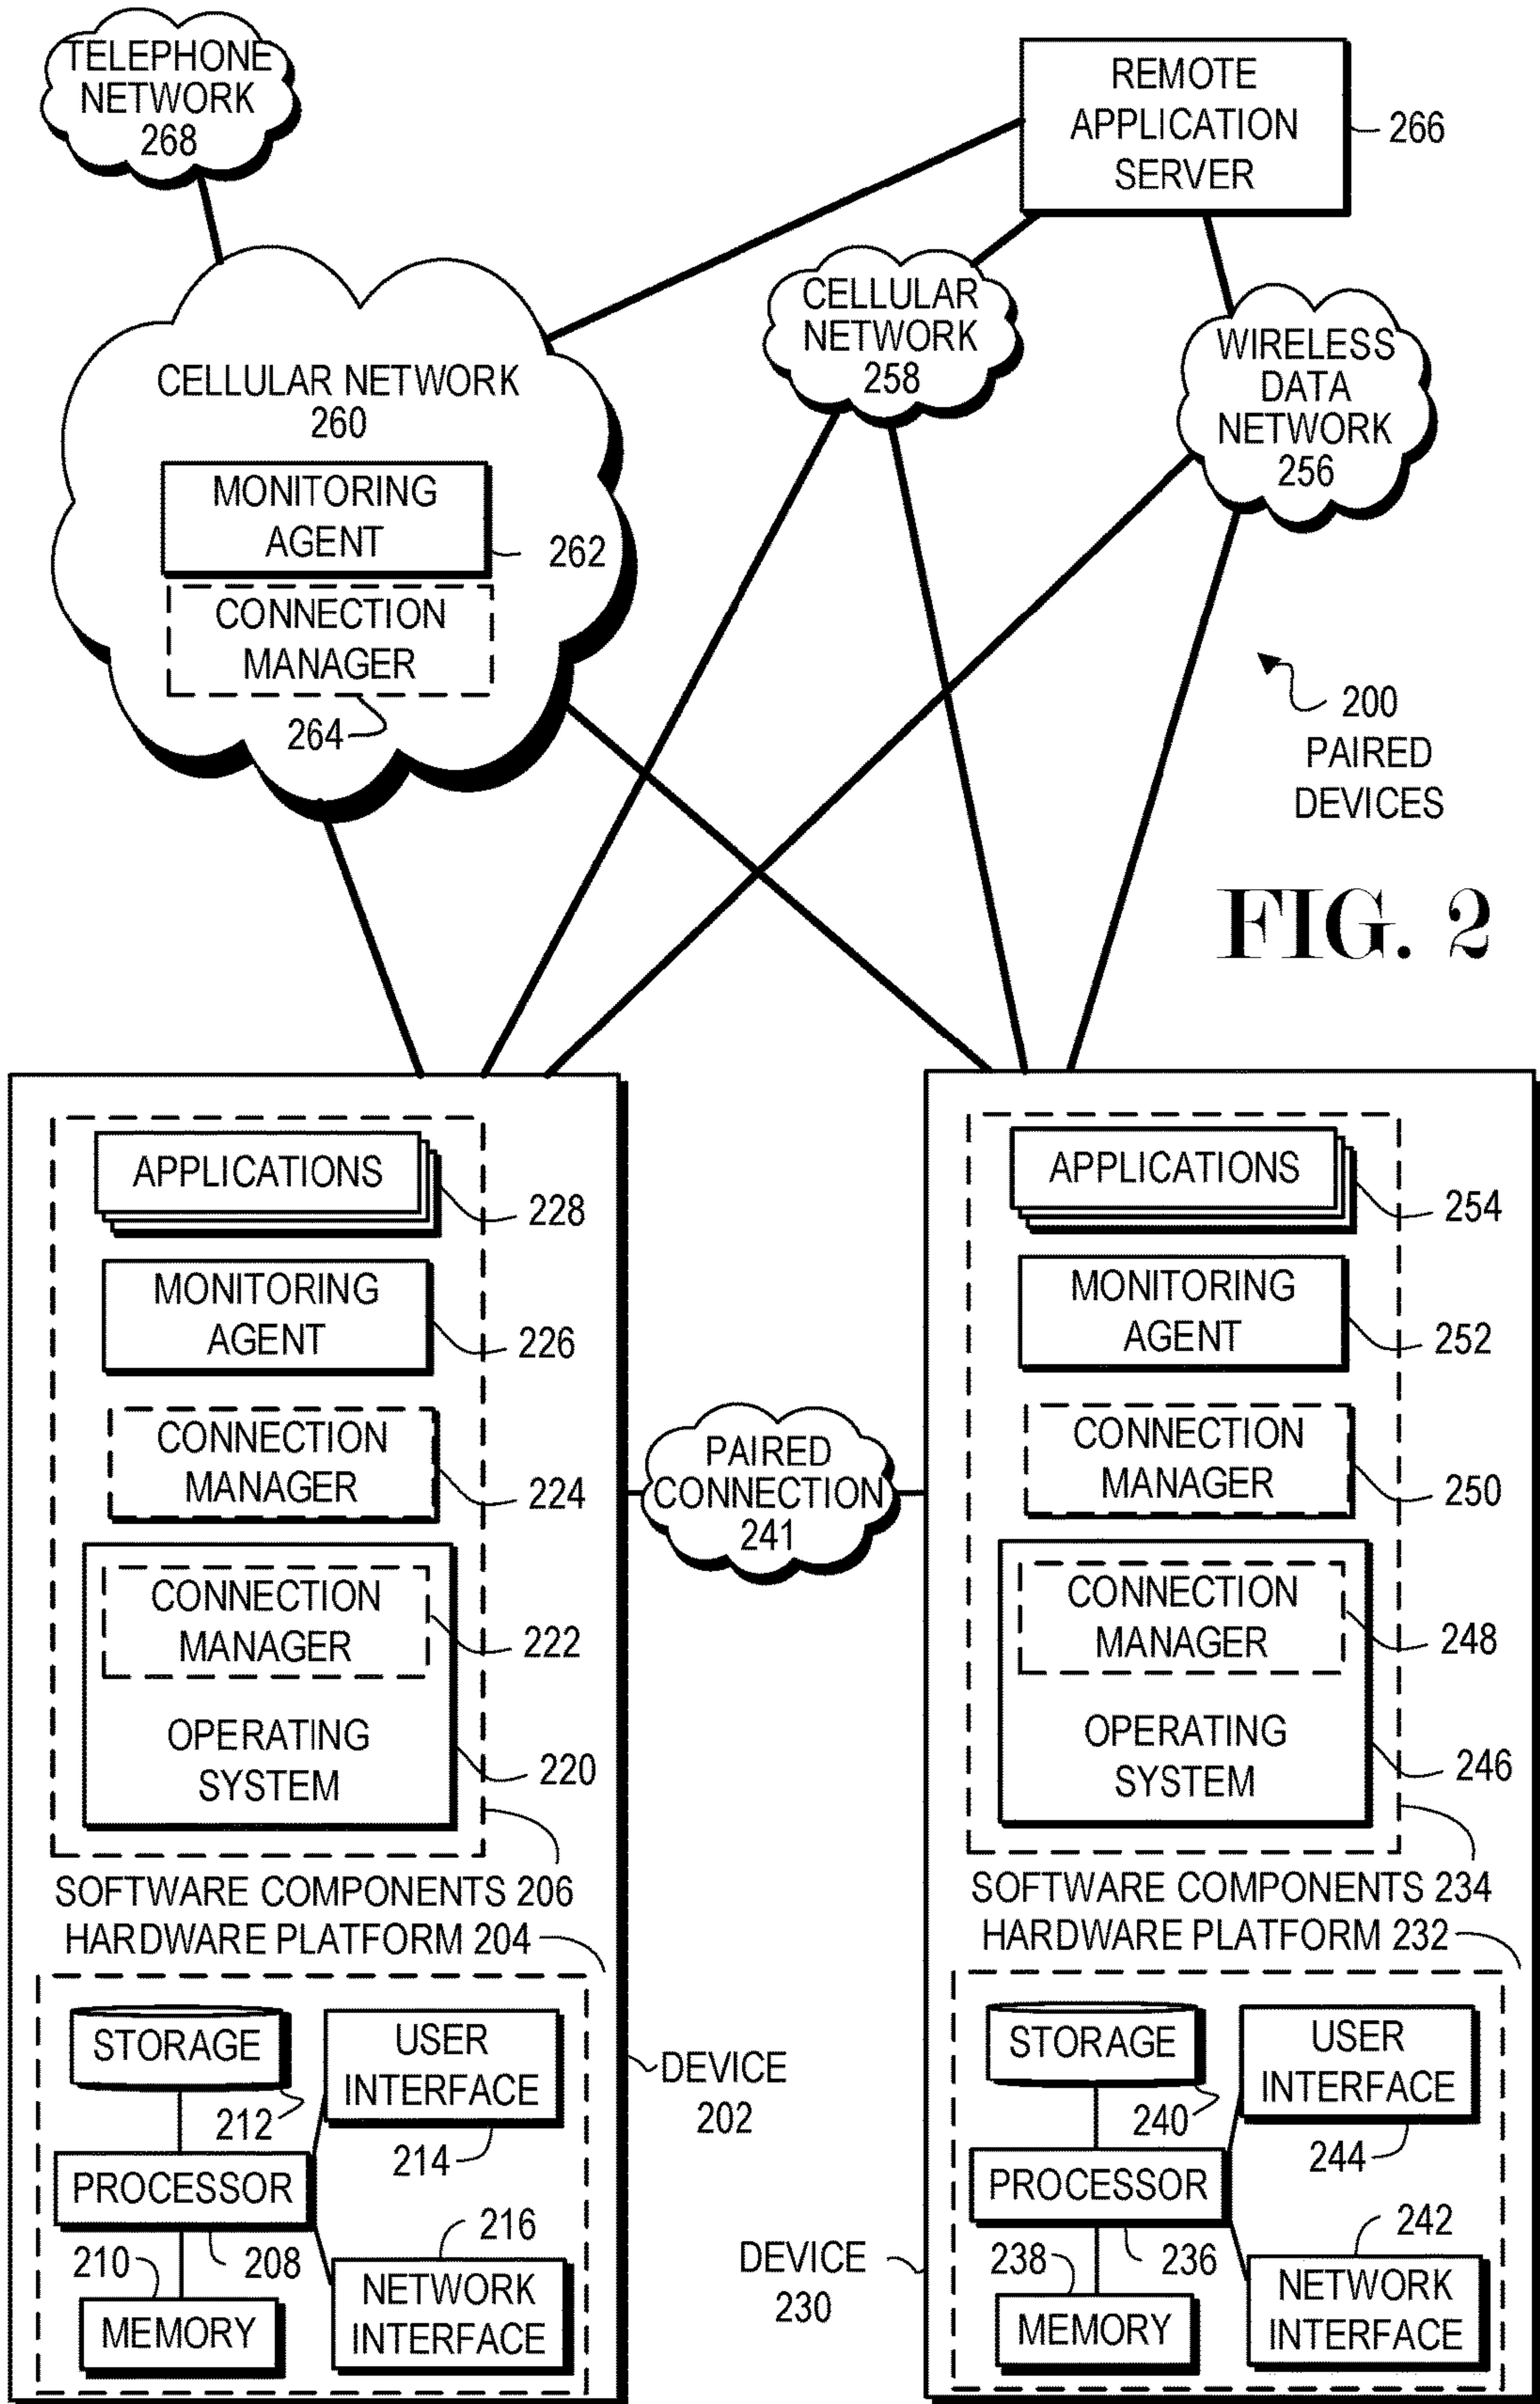 TELEPHONE
NETWORK
268
REMOTE
APPLICATION
SERVER
266
CELLULAR NETWORK
260
MONITORING
AGENT
262
CONNECTION
MANAGER
264
CELLULAR
NETWORK
258
WIRELESS
DATA
NETWORK
256
200
PAIRED
DEVICES
FIG. 2
APPLICATIONS
228
MONITORING
AGENT
226
CONNECTION
MANAGER
224
CONNECTION
MANAGER
222
OPERATING
SYSTEM
220
SOFTWARE COMPONENTS 206
HARDWARE PLATFORM 204
STORAGE
212
USER
INTERFACE
214
PROCESSOR
208
216
210
MEMORY
NETWORK
INTERFACE
DEVICE
202
PAIRED
CONNECTION
241
APPLICATIONS
254
MONITORING
AGENT
252
CONNECTION
MANAGER
250
CONNECTION
MANAGER
248
OPERATING
SYSTEM
246
SOFTWARE COMPONENTS 234
HARDWARE PLATFORM 232
STORAGE
240
USER
INTERFACE
244
PROCESSOR
236
242
238
MEMORY
NETWORK
INTERFACE
DEVICE
230